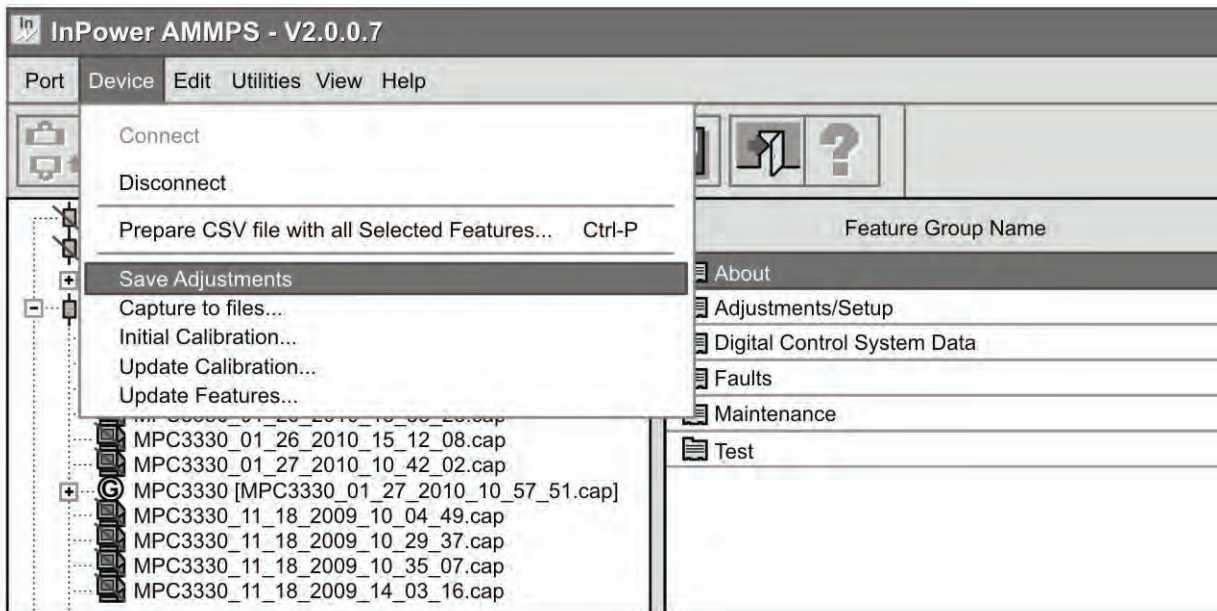 In
InPower AMMPS - V2.0.0.7
Port Device Edit Utilities View Help
Connect
Disconnect
Prepare CSV file with all Selected Features... Ctrl-P
Save Adjustments
Capture to files...
Initial Calibration...
Update Calibration...
Update Features...
?
Feature Group Name
About
Adjustments/Setup
Digital Control System Data
Faults
Maintenance
Test
MPC3330_01_26_2010_15_12_08.cap
MPC3330_01_27_2010_10_42_02.cap
G MPC3330 [MPC3330_01_27_2010_10_57_51.cap]
MPC3330_11_18_2009_10_04_49.cap
MPC3330_11_18_2009_10_29_37.cap
MPC3330_11_18_2009_10_35_07.cap
MPC3330_11_18_2009_14_03_16.cap